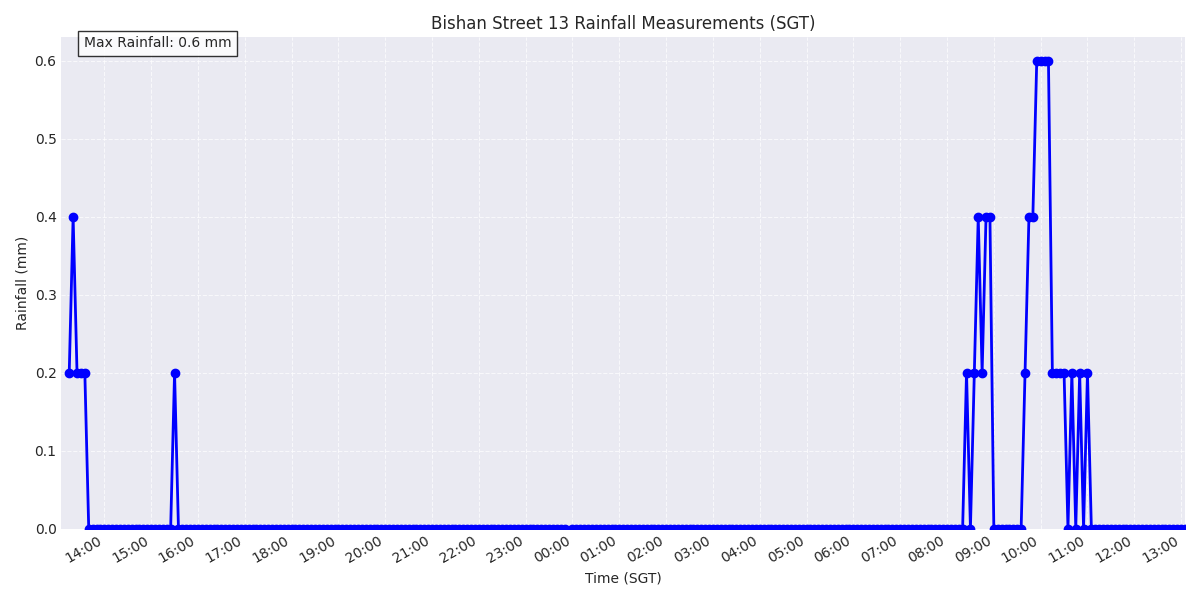 Bishan Street 13 Rainfall Measurements (SGT)
Max Rainfall: 0.6 mm
0.6
0.5
0.4
0.3
0.2
0.1
0.0
Rainfall (mm)
14:00 15:00 16:00 17:00 18:00 19:00 20:00 21:00 22:00 23:00 00:00 01:00 02:00 03:00 04:00 05:00 06:00 07:00 08:00 09:00 10:00 11:00 12:00 13:00
Time (SGT)